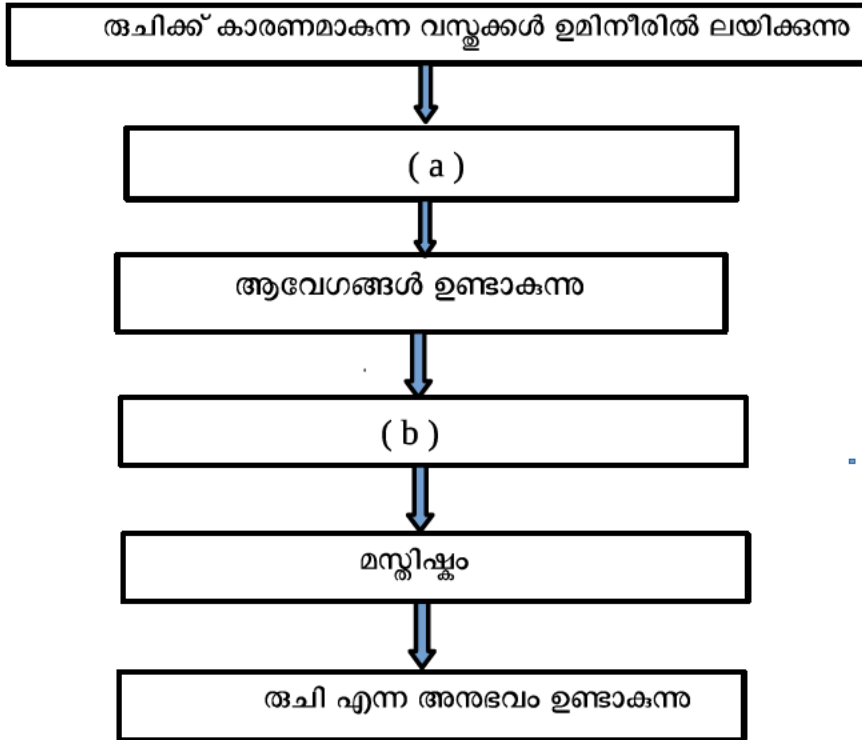 രുചിക്ക് കാരണമാകുന്ന വസ്തുക്കൾ ഉമിനീരിൽ ലയിക്കുന്നു
( a )
ആവേഗങ്ങൾ ഉണ്ടാകുന്നു
( b )
മസ്തിഷ്കം
രുചി എന്ന അനുഭവം ഉണ്ടാകുന്നു